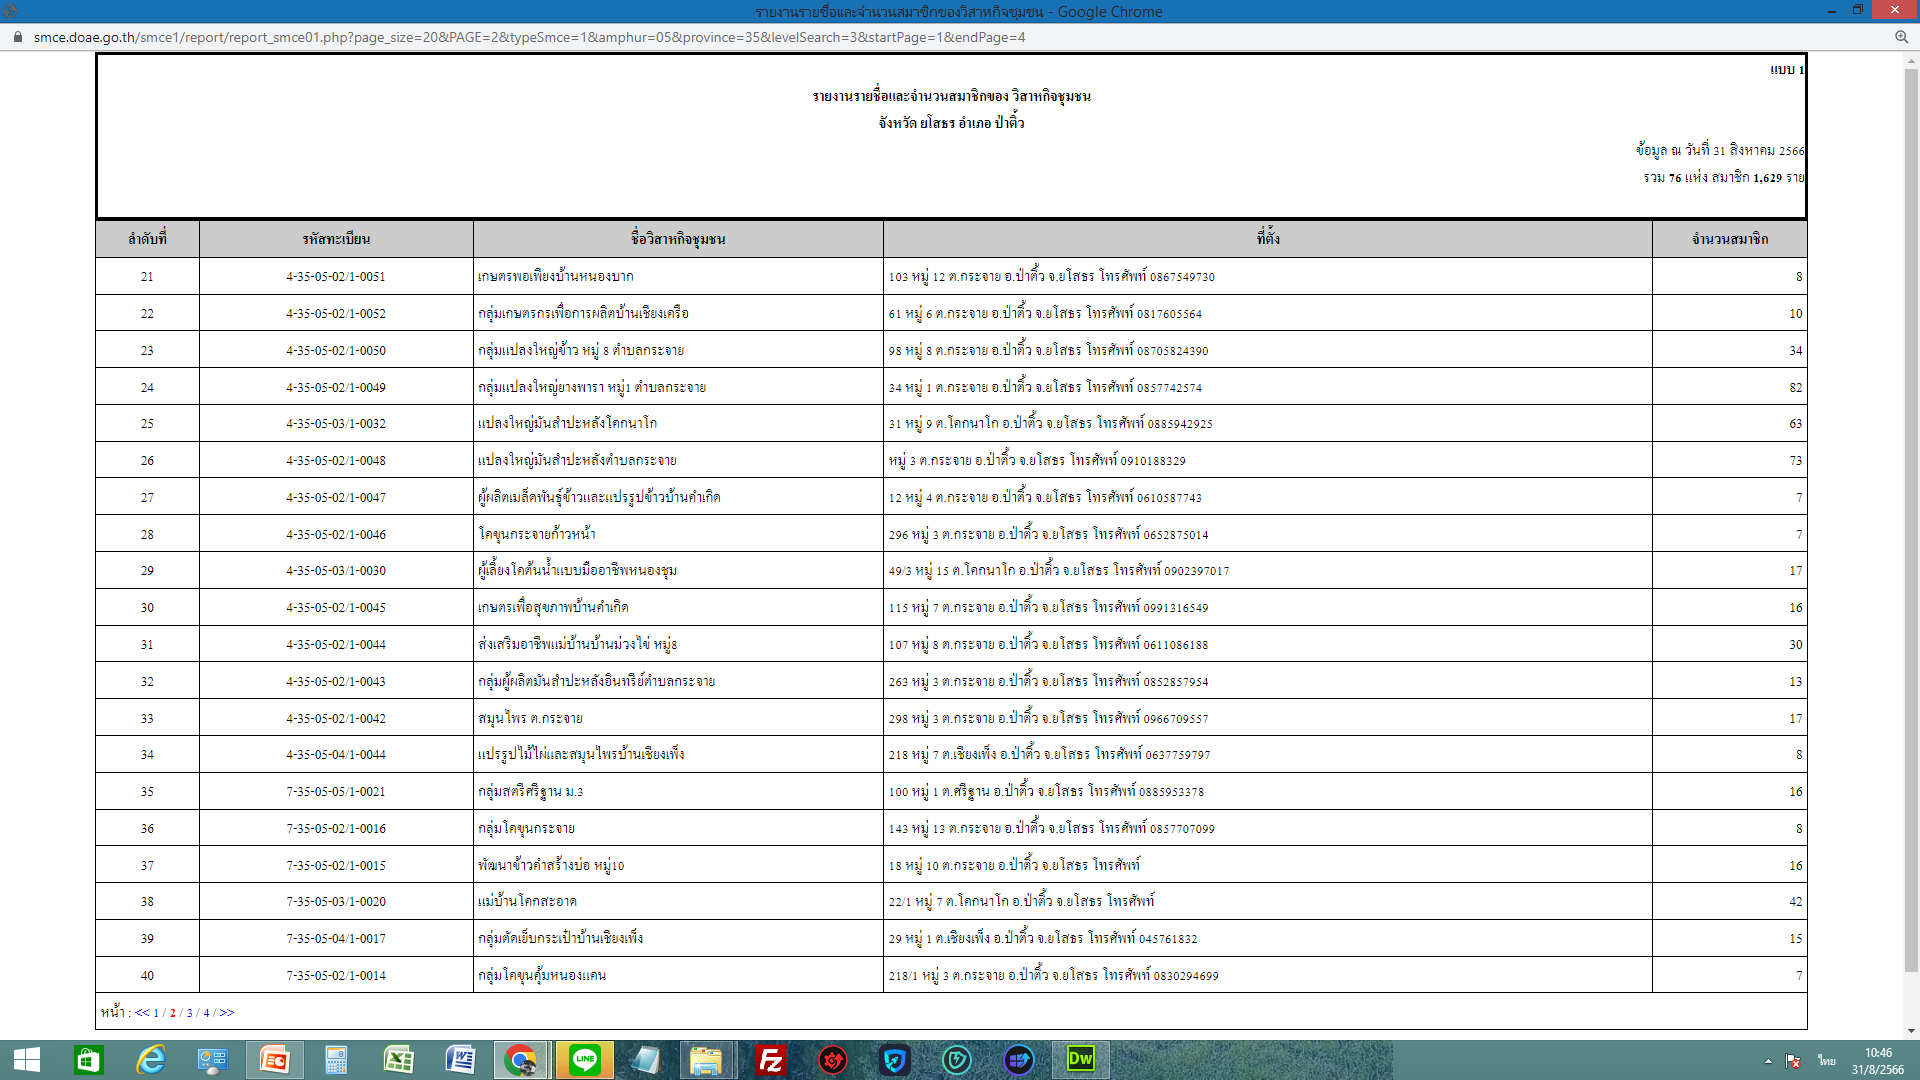 รายงานรายชื่อและจำนวนสมาชิกของวิสาหกิจชุมชน - Google Chrome
smce.doae.go.th/smce1/report/report_smce01.php?page_size=20&PAGE=2&typeSmce=1&amphur=05&province=35&levelSearch=3&startPage=1&endPage=4
แบบ 1
รายงานรายชื่อและจำนวนสมาชิกของ วิสาหกิจชุมชน
จังหวัด ยโสธร อำเภอ ป่าติ้ว
ข้อมูล ณ วันที่ 31 สิงหาคม 2566
รวม 76 แห่ง สมาชิก 1,629 ราย
ลำดับที่ รหัสทะเบียน ชื่อวิสาหกิจชุมชน ที่ตั้ง จำนวนสมาชิก
21 4-35-05-02/1-0051 เกษตรพอเพียงบ้านหนองบาก 103 หมู่ 12 ต.กระจาย อ.ป่าติ้ว จ.ยโสธร โทรศัพท์ 0867549730 8
22 4-35-05-02/1-0052 กลุ่มเกษตรกรเพื่อการผลิตบ้านเชียงเครือ 61 หมู่ 6 ต.กระจาย อ.ป่าติ้ว จ.ยโสธร โทรศัพท์ 0817605564 10
23 4-35-05-02/1-0050 กลุ่มแปลงใหญ่ข้าว หมู่ 8 ตำบลกระจาย 98 หมู่ 8 ต.กระจาย อ.ป่าติ้ว จ.ยโสธร โทรศัพท์ 08705824390 34
24 4-35-05-02/1-0049 กลุ่มแปลงใหญ่ยางพารา หมู่1 ตำบลกระจาย 34 หมู่ 1 ต.กระจาย อ.ป่าติ้ว จ.ยโสธร โทรศัพท์ 0857742574 82
25 4-35-05-03/1-0032 แปลงใหญ่มันสำปะหลังโคกนาโก 31 หมู่ 9 ต.โคกนาโก อ.ป่าติ้ว จ.ยโสธร โทรศัพท์ 0885942925 63
26 4-35-05-02/1-0048 แปลงใหญ่มันสำปะหลังตำบลกระจาย หมู่ 3 ต.กระจาย อ.ป่าติ้ว จ.ยโสธร โทรศัพท์ 0910188329 73
27 4-35-05-02/1-0047 ผู้ผลิตเมล็ดพันธุ์ข้าวและแปรรูปข้าวบ้านคำเกิด 12 หมู่ 4 ต.กระจาย อ.ป่าติ้ว จ.ยโสธร โทรศัพท์ 0610587743 7
28 4-35-05-02/1-0046 โคขุนกระจายก้าวหน้า 296 หมู่ 3 ต.กระจาย อ.ป่าติ้ว จ.ยโสธร โทรศัพท์ 0652875014 7
29 4-35-05-03/1-0030 ผู้เลี้ยงโคต้นน้ำแบบมืออาชีพหนองชุม 49/3 หมู่ 15 ต.โคกนาโก อ.ป่าติ้ว จ.ยโสธร โทรศัพท์ 0902397017 17
30 4-35-05-02/1-0045 เกษตรเพื่อสุขภาพบ้านคำเกิด 115 หมู่ 7 ต.กระจาย อ.ป่าติ้ว จ.ยโสธร โทรศัพท์ 0991316549 16
31 4-35-05-02/1-0044 ส่งเสริมอาชีพแม่บ้านบ้านม่วงไข่ หมู่8 107 หมู่ 8 ต.กระจาย อ.ป่าติ้ว จ.ยโสธร โทรศัพท์ 0611086188 30
32 4-35-05-02/1-0043 กลุ่มผู้ผลิตมันสำปะหลังอินทรีย์ตำบลกระจาย 263 หมู่ 3 ต.กระจาย อ.ป่าติ้ว จ.ยโสธร โทรศัพท์ 0852857954 13
33 4-35-05-02/1-0042 สมุนไพร ต.กระจาย 298 หมู่ 3 ต.กระจาย อ.ป่าติ้ว จ.ยโสธร โทรศัพท์ 0966709557 17
34 4-35-05-04/1-0044 แปรรูปไม้ไผ่และสมุนไพรบ้านเชียงเพ็ง 218 หมู่ 7 ต.เชียงเพ็ง อ.ป่าติ้ว จ.ยโสธร โทรศัพท์ 0637759797 8
35 7-35-05-05/1-0021 กลุ่มสตรีศรีฐาน ม.3 100 หมู่ 1 ต.ศรีฐาน อ.ป่าติ้ว จ.ยโสธร โทรศัพท์ 0885953378 16
36 7-35-05-02/1-0016 กลุ่มโคขุนกระจาย 143 หมู่ 13 ต.กระจาย อ.ป่าติ้ว จ.ยโสธร โทรศัพท์ 0857707099 8
37 7-35-05-02/1-0015 พัฒนาข้าวคำสร้างบ่อ หมู่10 18 หมู่ 10 ต.กระจาย อ.ป่าติ้ว จ.ยโสธร โทรศัพท์ 16
38 7-35-05-03/1-0020 แม่บ้านโคกสะอาด 22/1 หมู่ 7 ต.โคกนาโก อ.ป่าติ้ว จ.ยโสธร โทรศัพท์ 42
39 7-35-05-04/1-0017 กลุ่มตัดเย็บกระเป๋าบ้านเชียงเพ็ง 29 หมู่ 1 ต.เชียงเพ็ง อ.ป่าติ้ว จ.ยโสธร โทรศัพท์ 045761832 15
40 7-35-05-02/1-0014 กลุ่มโคขุนคุ้มหนองแคน 218/1 หมู่ 3 ต.กระจาย อ.ป่าติ้ว จ.ยโสธร โทรศัพท์ 0830294699 7
หน้า : << 1 / 2 / 3 / 4 / >>
LINE
Fz
Dw
ไทย
10:46
31/8/2566